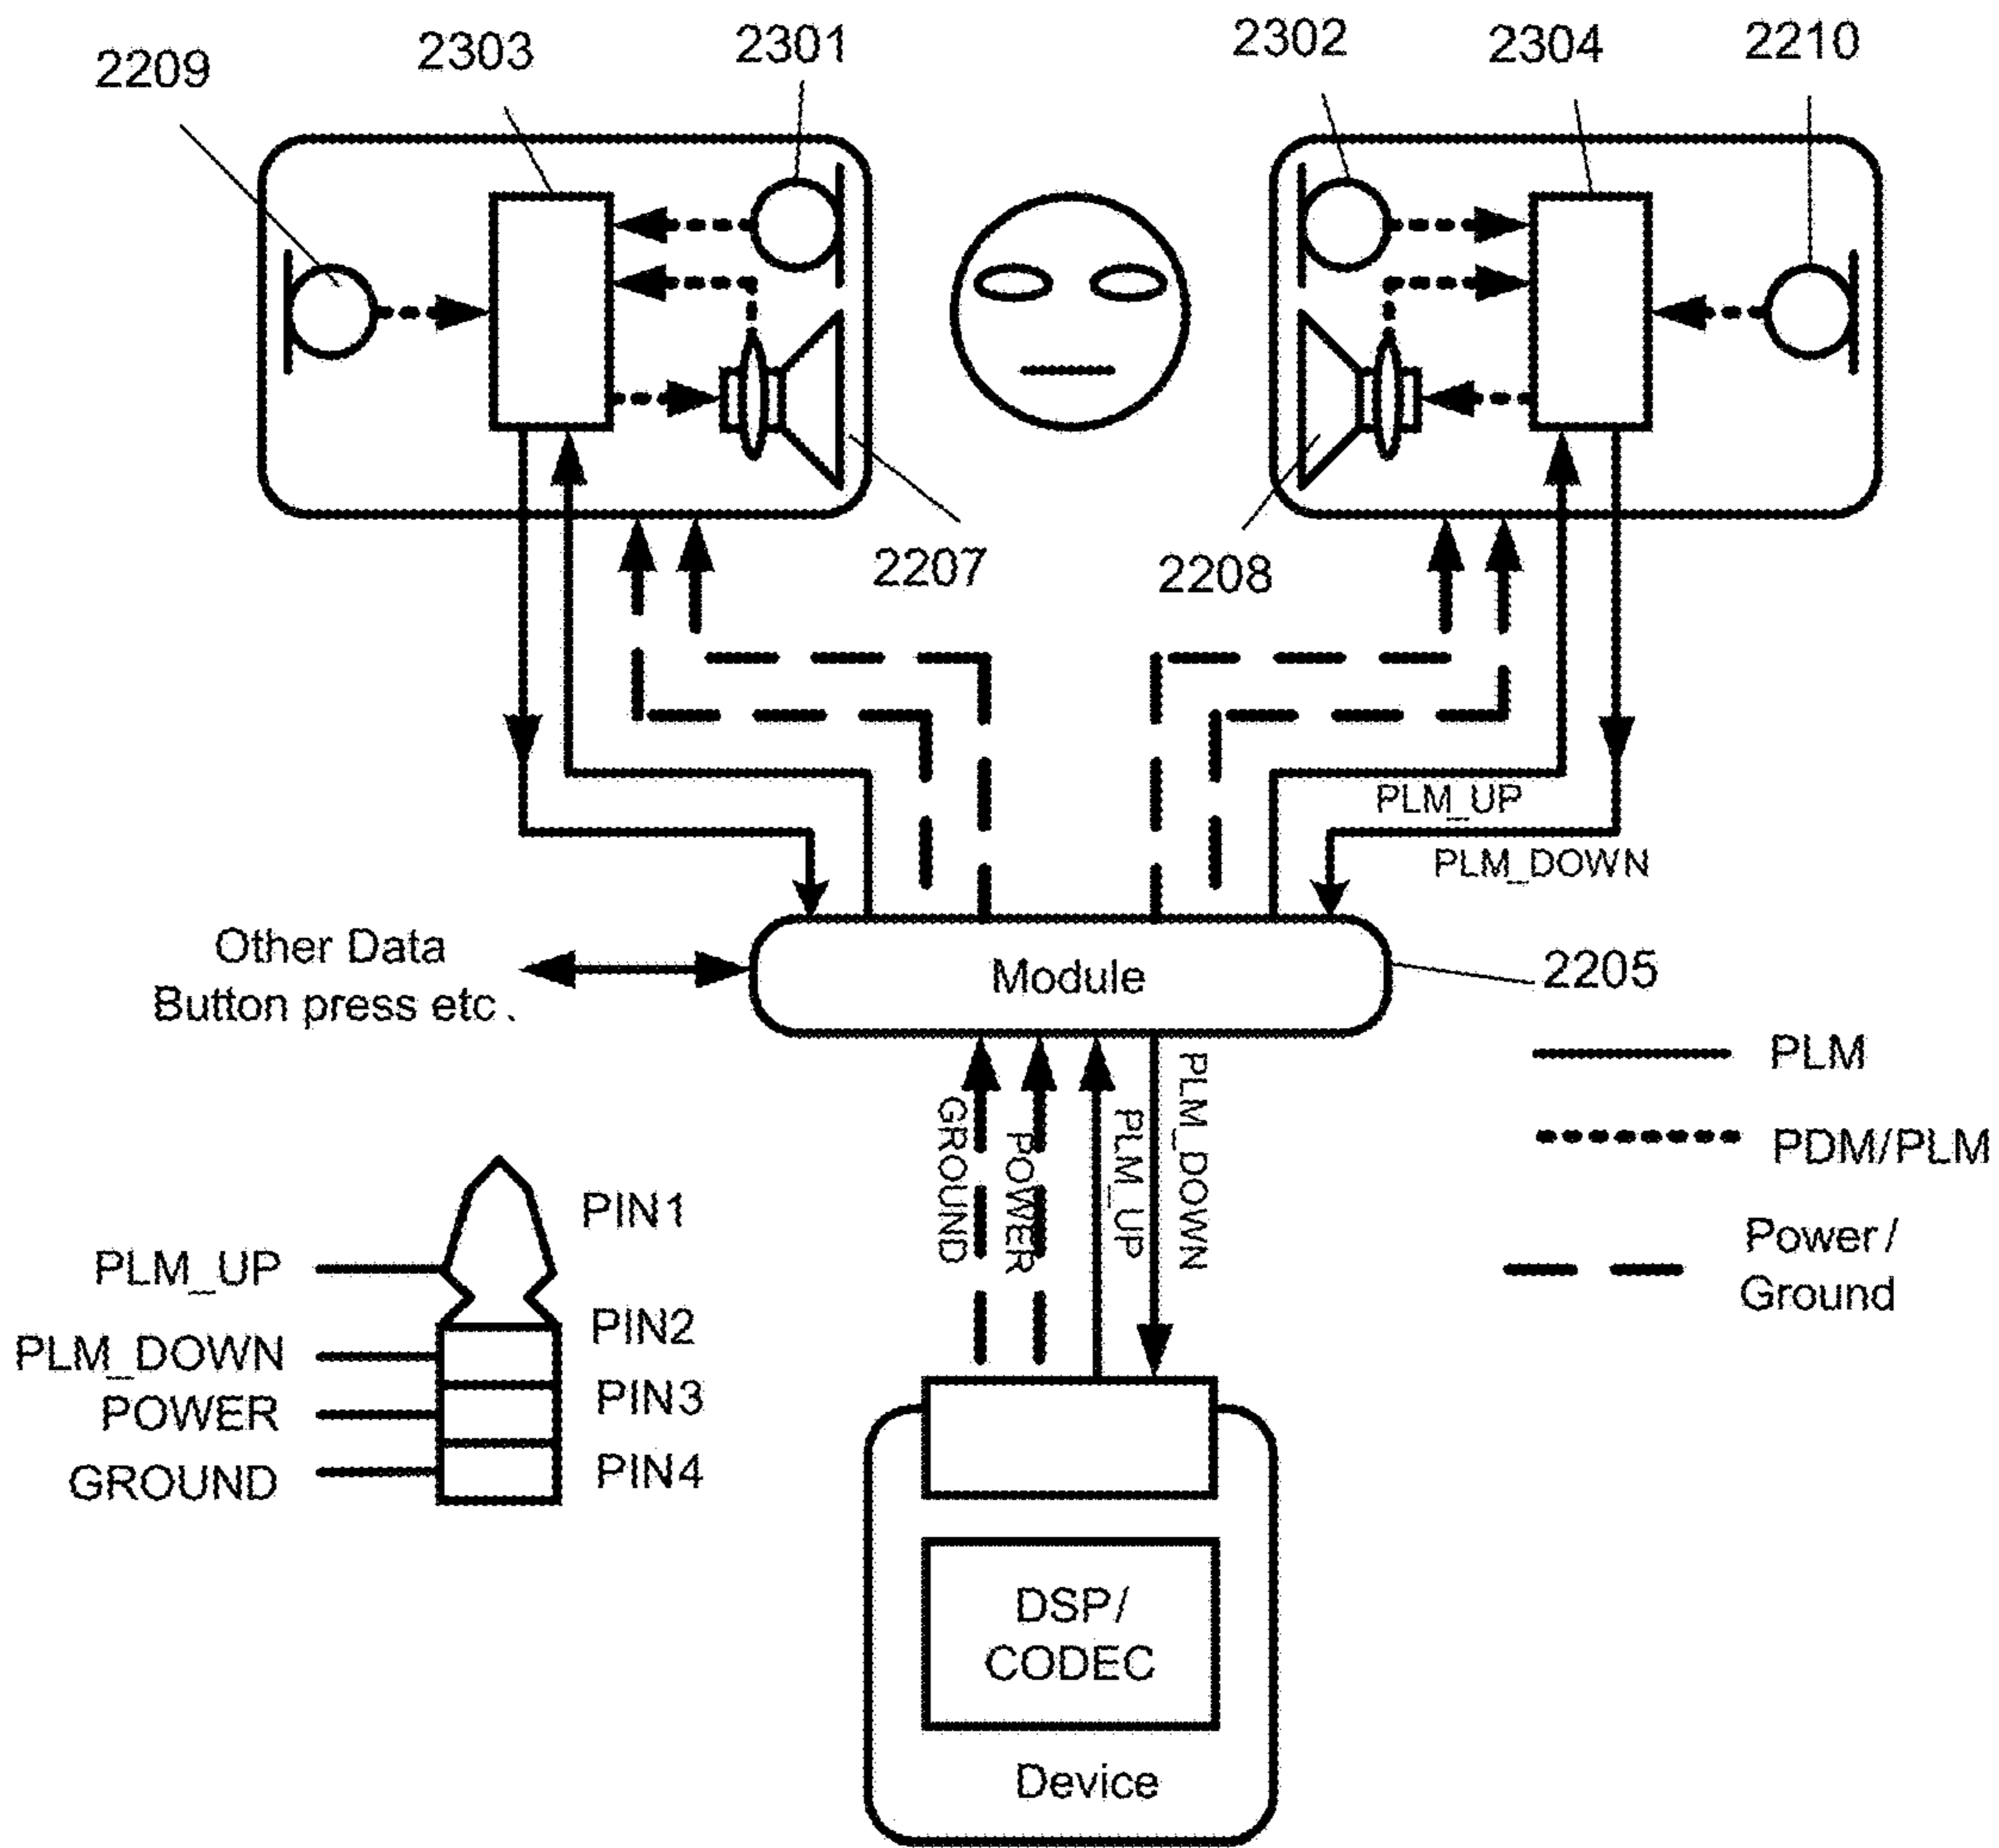 2209
2303
2301
2302
2304
2210
2207
2208
PLM_UP
PLM_DOWN
Other Data
Button press etc.
Module
2205
PLM
PDM/PLM
Power/
Ground
GROUND
POWER
PLM_UP
PLM_DOWN
PIN1
PLM_UP
PIN2
PLM_DOWN
PIN3
POWER
PIN4
GROUND
DSP/
CODEC
Device